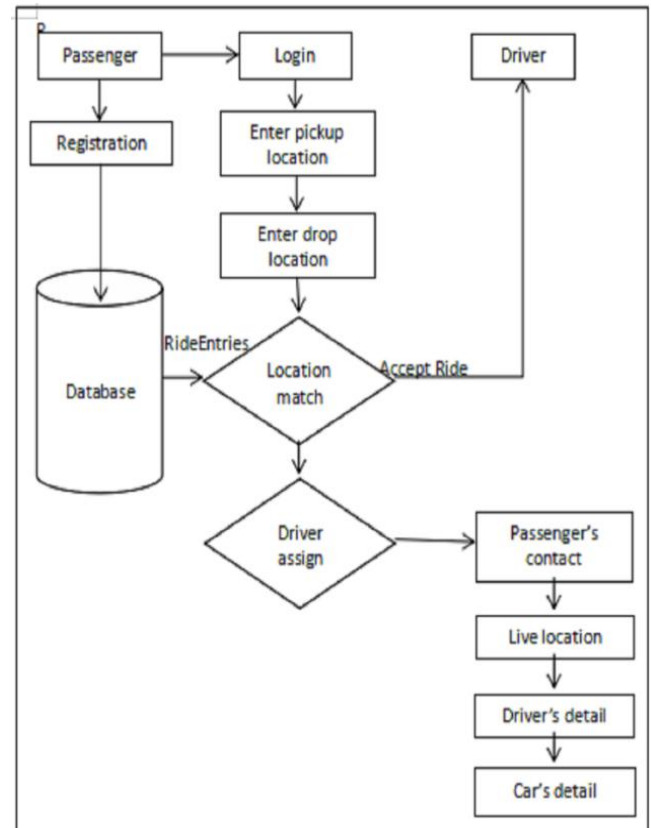 P
Passenger
Login
Driver
Registration
Enter pickup
location
Enter drop
location
RideEntries
Database
Location
match
Accept Ride
Driver
assign
Passenger's
contact
Live location
Driver's detail
Car's detail